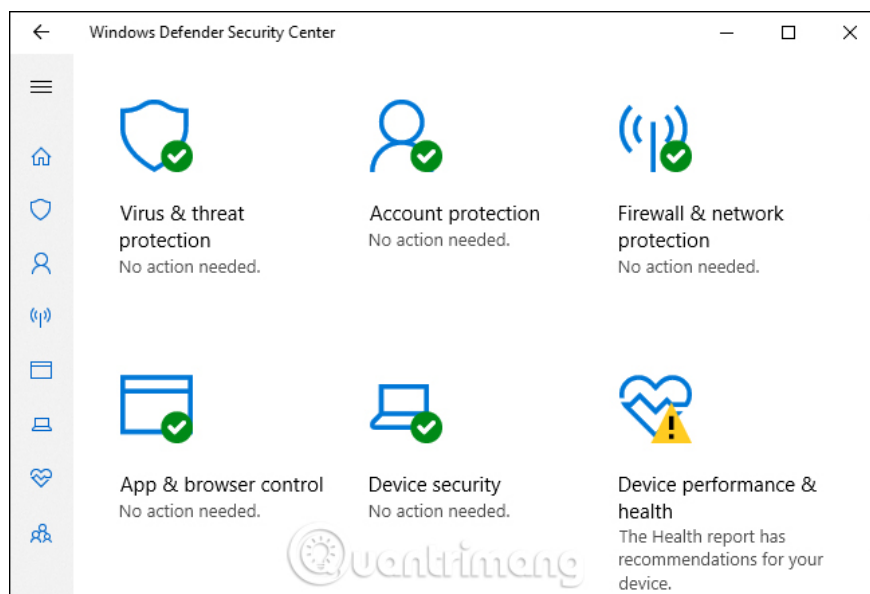 Windows Defender Security Center
Virus & threat
protection
No action needed.
Account protection
No action needed.
Firewall & network
protection
No action needed.
App & browser control
No action needed.
Device security
No action needed.
Device performance &
health
The Health report has
recommendations for your
device.
Quantrimang